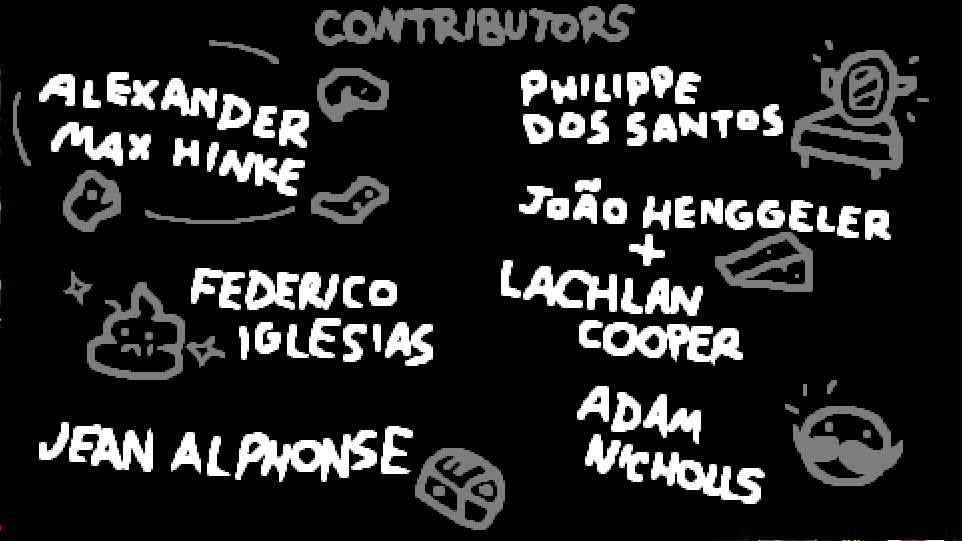 CONTRIBUTORS
ALEXANDER
MAX HINKE
PHILIPPE
DOS SANTOS
JOÃO HENGGELER
+
LACHLAN
COOPER
FEDERICO
IGLESIAS
JEAN ALPHONSE
ADAM
NICHOLLS